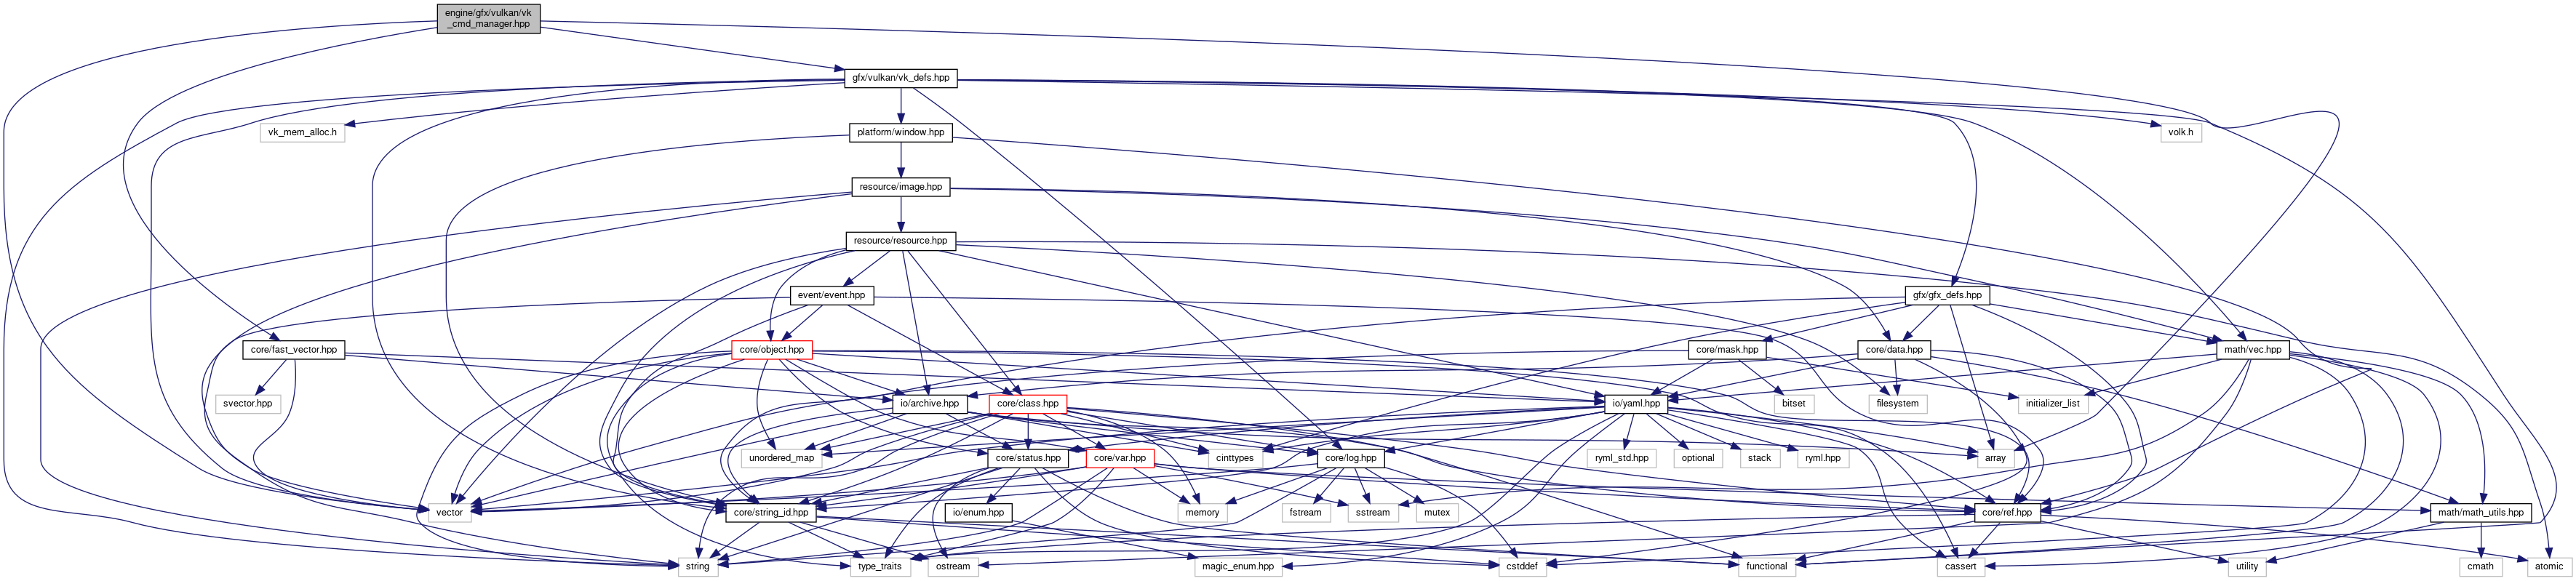 engine/gfx/vulkan/vk
_cmd_manager.hpp
gfx/vulkan/vk_defs.hpp
vk_mem_alloc.h
platform/window.hpp
volk.h
resource/image.hpp
resource/resource.hpp
event/event.hpp
gfx/gfx_defs.hpp
core/fast_vector.hpp
core/object.hpp
core/mask.hpp
core/data.hpp
math/vec.hpp
svector.hpp
io/archive.hpp
core/class.hpp
io/yaml.hpp
bitset
filesystem
initializer_list
unordered_map
core/status.hpp
core/var.hpp
cinttypes
core/log.hpp
ryml_std.hpp
optional
stack
ryml.hpp
array
vector
core/string_id.hpp
io/enum.hpp
memory
fstream
sstream
mutex
core/ref.hpp
math/math_utils.hpp
string
type_traits
ostream
magic_enum.hpp
cstddef
functional
cassert
utility
cmath
atomic